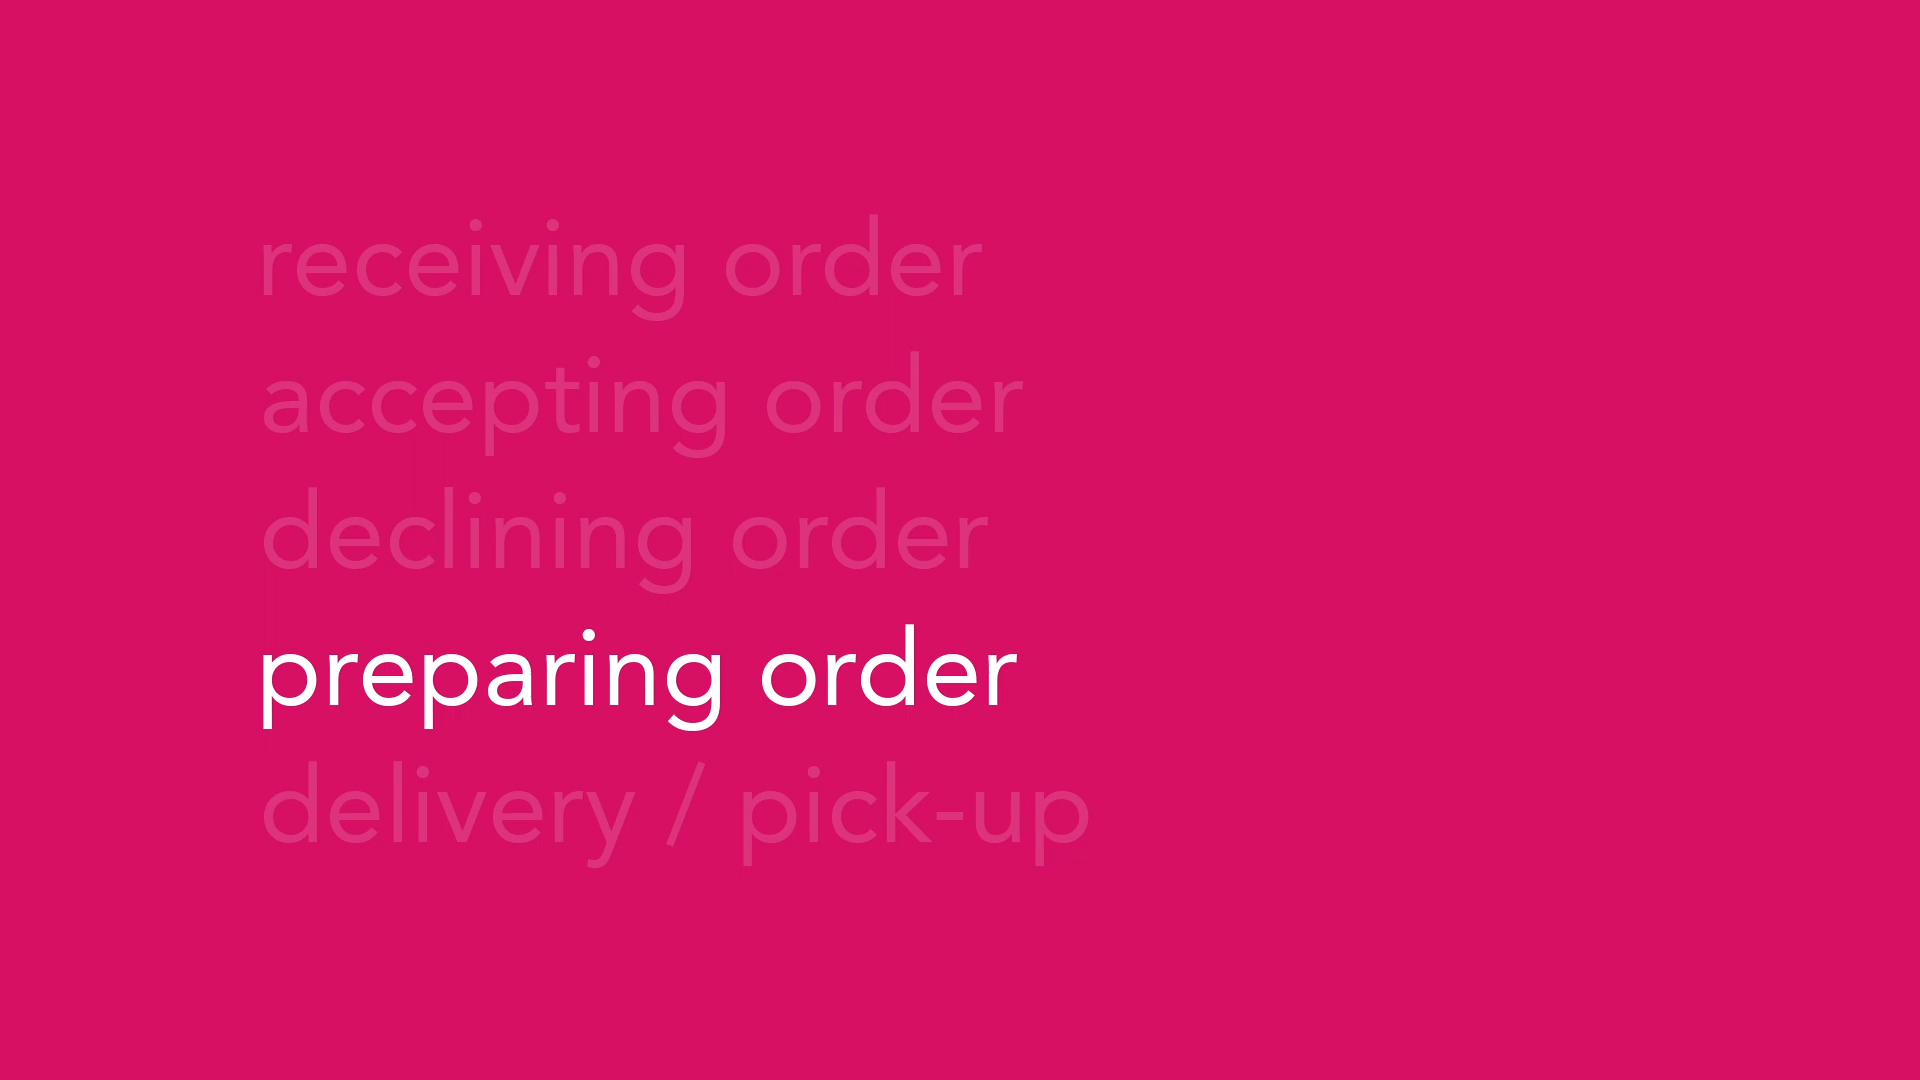 receiving order
accepting order
declining order
preparing order
delivery / pick-up